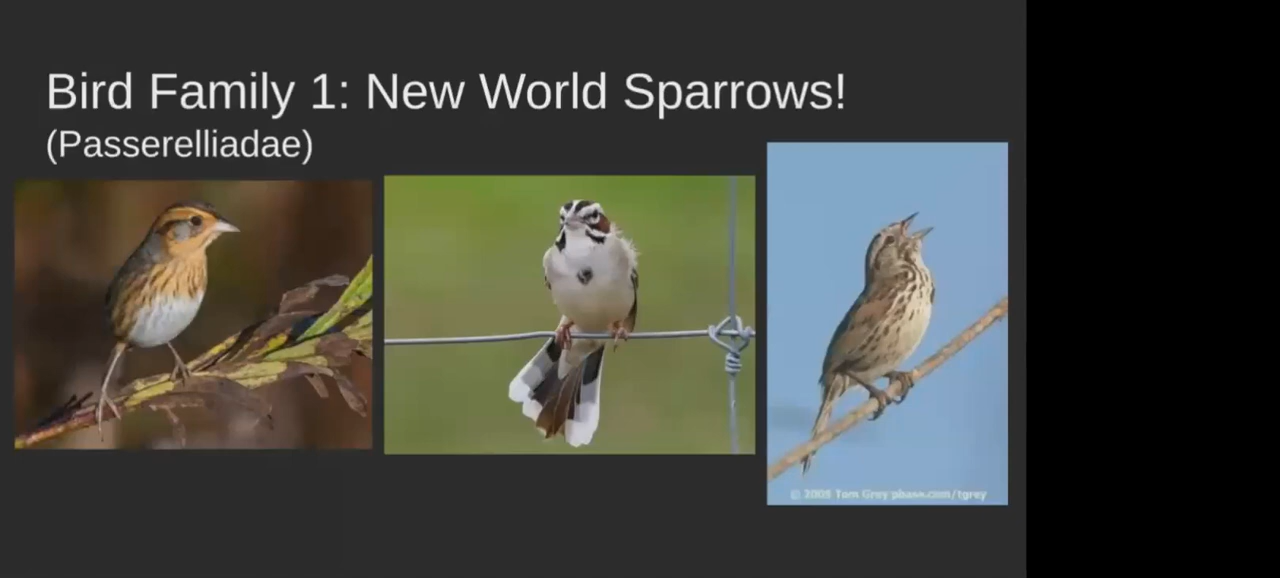 Bird Family 1: New World Sparrows!
(Passerelliadae)
© 2005 Tom Grey pbase.com/tgrey